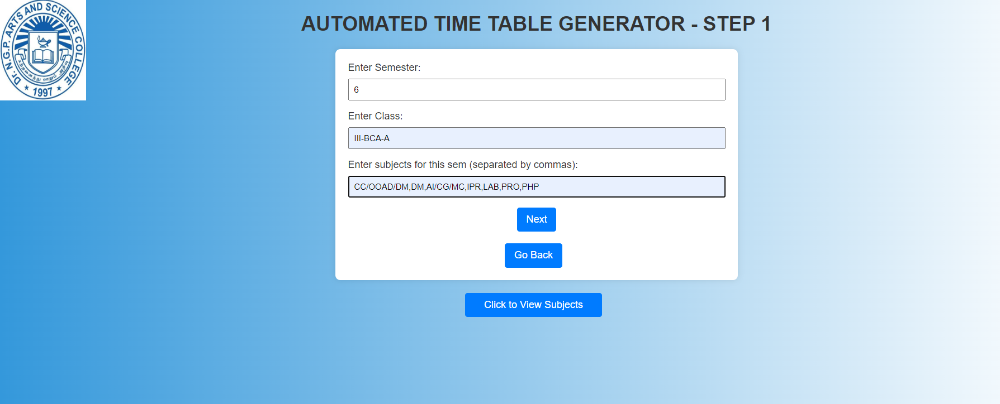 Dr. N.G.P. ARTS AND SCIENCE COLLEGE
★ 1997 ★
AUTOMATED TIME TABLE GENERATOR - STEP 1
Enter Semester:
6
Enter Class:
III-BCA-A
Enter subjects for this sem (separated by commas):
CC/OOAD/DM,DM,AI/CG/MC,IPR,LAB,PRO,PHP
Next
Go Back
Click to View Subjects